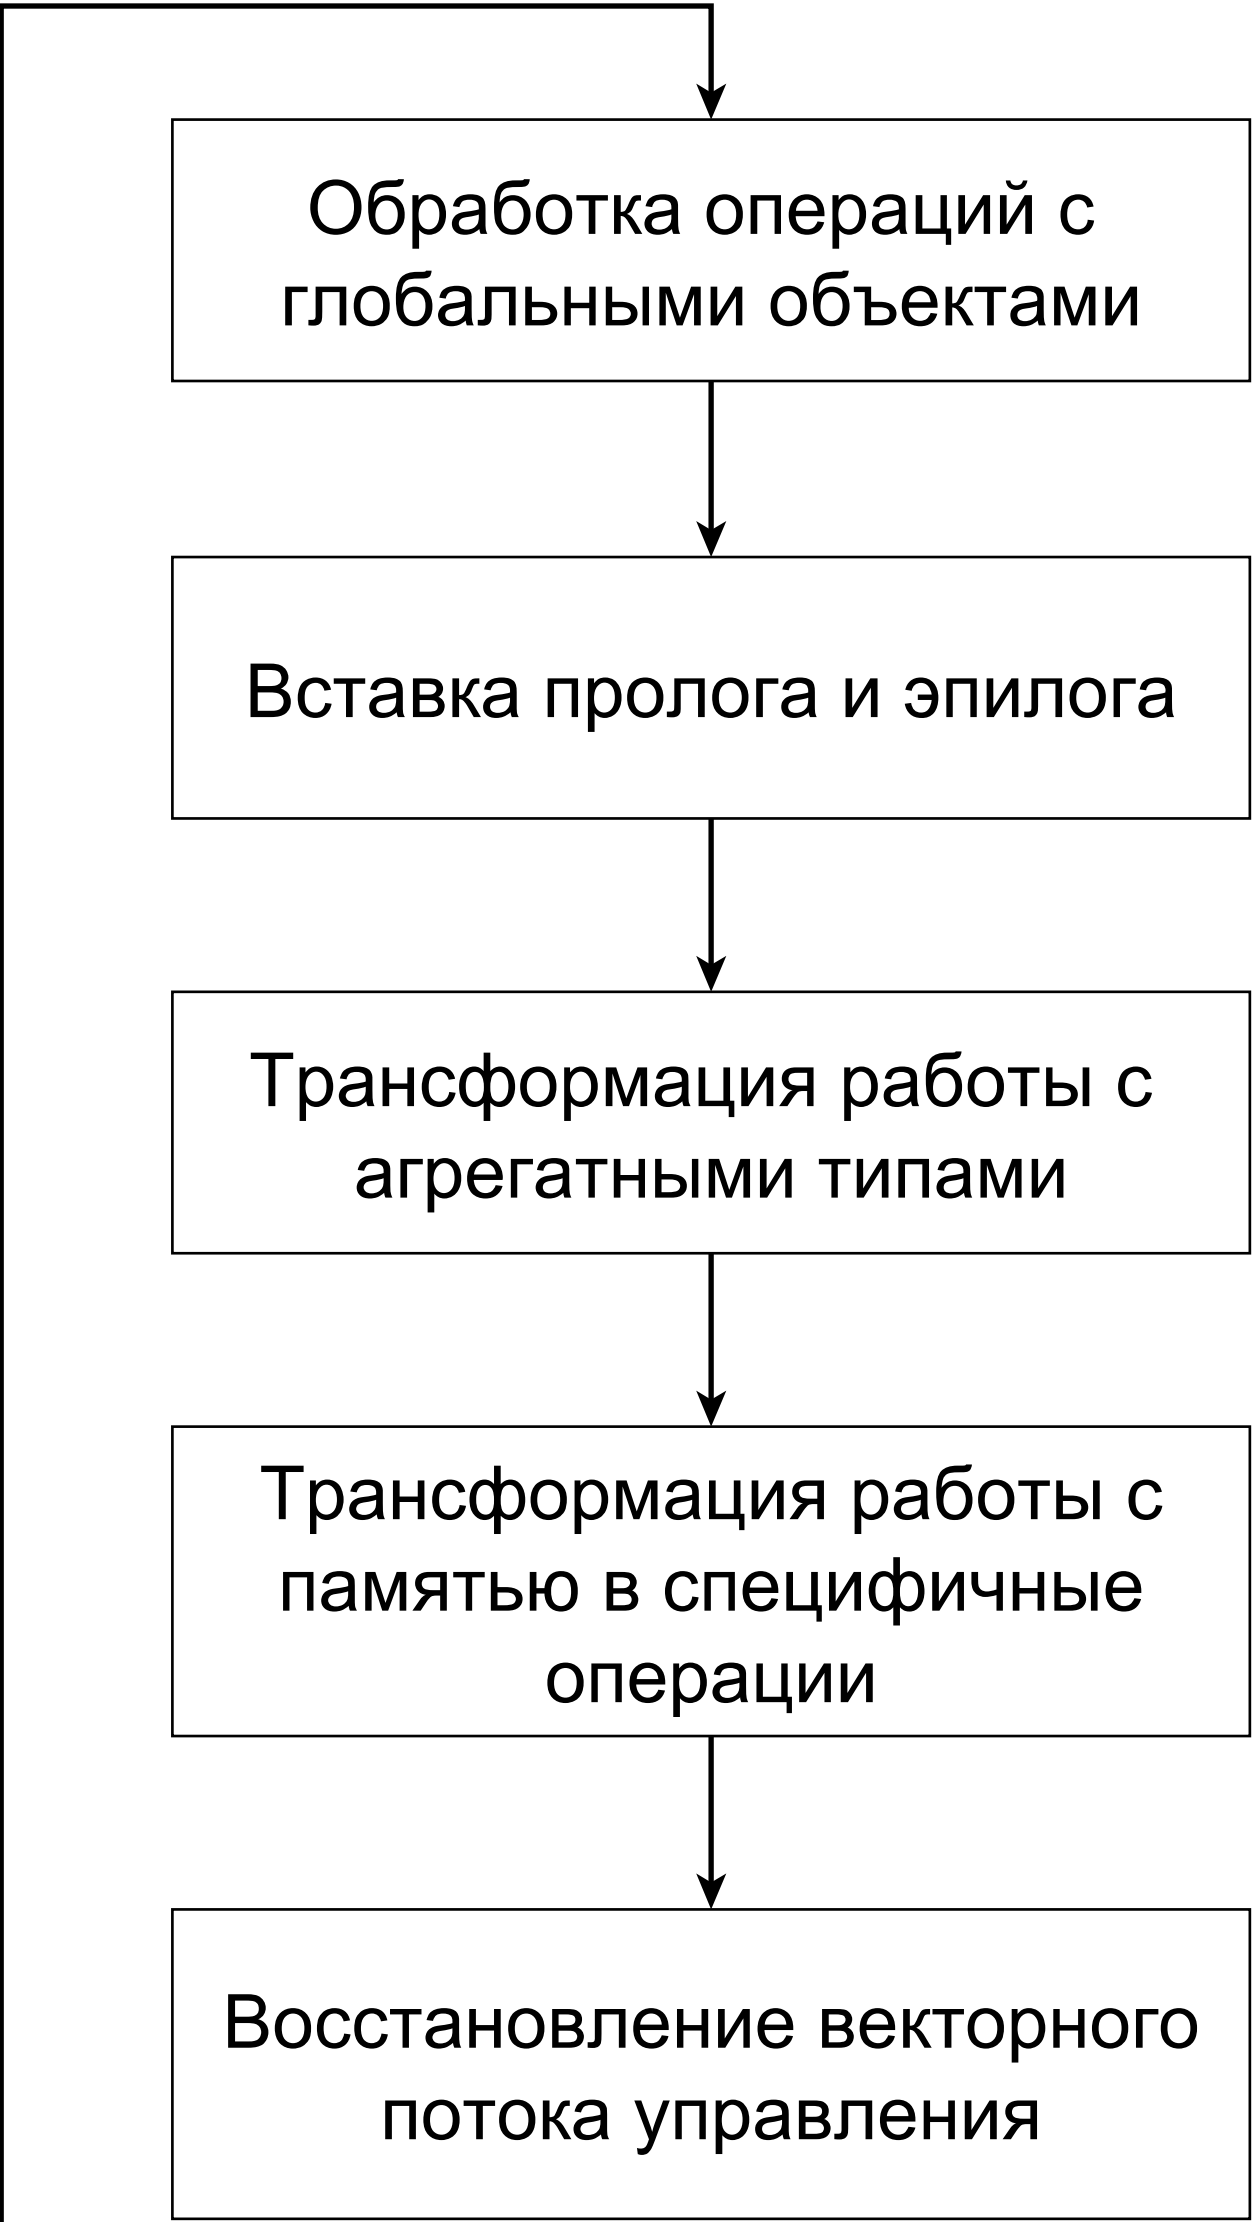 Обработка операций с
глобальными объектами
Вставка пролога и эпилога
Трансформация работы с
агрегатными типами
Трансформация работы с
памятью в специфичные
операции
Восстановление векторного
потока управления